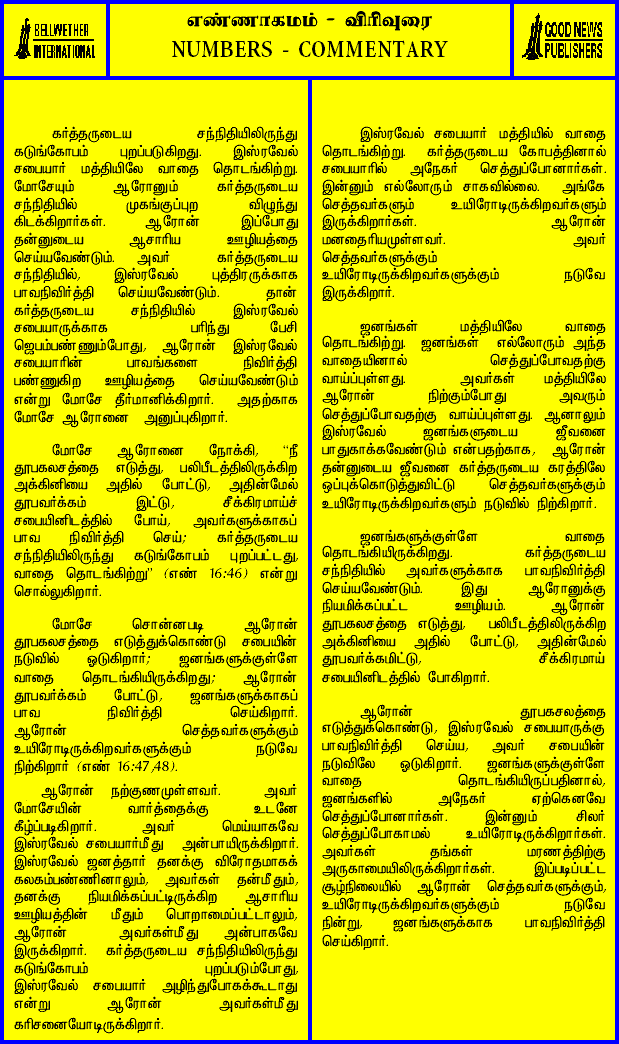 BELLWETHER
INTERNATIONAL
எண்ணாகமம் - விரிவுரை
NUMBERS - COMMENTARY
GOOD NEWS
PUBLISHERS
கர்த்தருடைய சந்நிதியிலிருந்து
கடுங்கோபம் புறப்படுகிறது. இஸ்ரவேல்
சபையார் மத்தியிலே வாதை தொடங்கிற்று.
மோசேயும் ஆரோனும் கர்த்தருடைய
சந்நிதியில் முகங்குப்புற விழுந்து
கிடக்கிறார்கள். ஆரோன் இப்போது
தன்னுடைய ஆசாரிய ஊழியத்தை
செய்யவேண்டும். அவர் கர்த்தருடைய
சந்நிதியில், இஸ்ரவேல் புத்திரருக்காக
பாவநிவிர்த்தி செய்யவேண்டும். தான்
கர்த்தருடைய சந்நிதியில் இஸ்ரவேல்
சபையாருக்காக பரிந்து பேசி
ஜெபம்பண்ணும்போது, ஆரோன் இஸ்ரவேல்
சபையாரின் பாவங்களை நிவிர்த்தி
பண்ணுகிற ஊழியத்தை செய்யவேண்டும்
என்று மோசே தீர்மானிக்கிறார். அதற்காக
மோசே ஆரோனை அனுப்புகிறார்.
மோசே ஆரோனை நோக்கி, “நீ
தூபகலசத்தை எடுத்து, பலிபீடத்திலிருக்கிற
அக்கினியை அதில் போட்டு, அதின்மேல்
தூபவர்க்கம் இட்டு, சீக்கிரமாய்ச்
சபையினிடத்தில் போய், அவர்களுக்காகப்
பாவ நிவிர்த்தி செய்; கர்த்தருடைய
சந்நிதியிலிருந்து கடுங்கோபம் புறப்பட்டது,
வாதை தொடங்கிற்று” (எண் 16:46) என்று
சொல்லுகிறார்.
மோசே சொன்னபடி ஆரோன்
தூபகலசத்தை எடுத்துக்கொண்டு சபையின்
நடுவில் ஓடுகிறார்; ஜனங்களுக்குள்ளே
வாதை தொடங்கியிருக்கிறது; ஆரோன்
தூபவர்க்கம் போட்டு, ஜனங்களுக்காகப்
பாவ நிவிர்த்தி செய்கிறார்.
ஆரோன் செத்தவர்களுக்கும்
உயிரோடிருக்கிறவர்களுக்கும் நடுவே
நிற்கிறார் (எண் 16:47,48).
ஆரோன் நற்குணமுள்ளவர். அவர்
மோசேயின் வார்த்தைக்கு உடனே
கீழ்ப்படிகிறார். அவர் மெய்யாகவே
இஸ்ரவேல் சபையார்மீது அன்பாயிருக்கிறார்.
இஸ்ரவேல் ஜனத்தார் தனக்கு விரோதமாகக்
கலகம்பண்ணினாலும், அவர்கள் தன்மீதும்,
தனக்கு நியமிக்கப்பட்டிருக்கிற ஆசாரிய
ஊழியத்தின் மீதும் பொறாமைப்பட்டாலும்,
ஆரோன் அவர்கள்மீது அன்பாகவே
இருக்கிறார். கர்த்தருடைய சந்நிதியிலிருந்து
கடுங்கோபம் புறப்படும்போது,
இஸ்ரவேல் சபையார் அழிந்துபோகக்கூடாது
என்று ஆரோன் அவர்கள்மீது
கரிசனையோடிருக்கிறார்.
இஸ்ரவேல் சபையார் மத்தியில் வாதை
தொடங்கிற்று. கர்த்தருடைய கோபத்தினால்
சபையாரில் அநேகர் செத்துப்போனார்கள்.
இன்னும் எல்லோரும் சாகவில்லை. அங்கே
செத்தவர்களும் உயிரோடிருக்கிறவர்களும்
இருக்கிறார்கள். ஆரோன்
மனதைரியமுள்ளவர். அவர்
செத்தவர்களுக்கும்
உயிரோடிருக்கிறவர்களுக்கும் நடுவே
இருக்கிறார்.
ஜனங்கள் மத்தியிலே வாதை
தொடங்கிற்று. ஜனங்கள் எல்லோரும் அந்த
வாதையினால் செத்துப்போவதற்கு
வாய்ப்புள்ளது. அவர்கள் மத்தியிலே
ஆரோன் நிற்கும்போது அவரும்
செத்துப்போவதற்கு வாய்ப்புள்ளது. ஆனாலும்
இஸ்ரவேல் ஜனங்களுடைய ஜீவனை
பாதுகாக்கவேண்டும் என்பதற்காக, ஆரோன்
தன்னுடைய ஜீவனை கர்த்தருடைய கரத்திலே
ஒப்புக்கொடுத்துவிட்டு செத்தவர்களுக்கும்
உயிரோடிருக்கிறவர்களும் நடுவில் நிற்கிறார்.
ஜனங்களுக்குள்ளே வாதை
தொடங்கியிருக்கிறது. கர்த்தருடைய
சந்நிதியில் அவர்களுக்காக பாவநிவிர்த்தி
செய்யவேண்டும். இது ஆரோனுக்கு
நியமிக்கப்பட்ட ஊழியம். ஆரோன்
தூபகலசத்தை எடுத்து, பலிபீடத்திலிருக்கிற
அக்கினியை அதில் போட்டு, அதின்மேல்
தூபவர்க்கமிட்டு, சீக்கிரமாய்
சபையினிடத்தில் போகிறார்.
ஆரோன் தூபகசலத்தை
எடுத்துக்கொண்டு, இஸ்ரவேல் சபையாருக்கு
பாவநிவிர்த்தி செய்ய, அவர் சபையின்
நடுவிலே ஓடுகிறார். ஜனங்களுக்குள்ளே
வாதை தொடங்கியிருப்பதினால்,
ஜனங்களில் அநேகர் ஏற்கெனவே
செத்துப்போனார்கள். இன்னும் சிலர்
செத்துப்போகாமல் உயிரோடிருக்கிறார்கள்.
அவர்கள் தங்கள் மரணத்திற்கு
அருகாமையிலிருக்கிறார்கள். இப்படிப்பட்ட
சூழ்நிலையில் ஆரோன் செத்தவர்களுக்கும்,
உயிரோடிருக்கிறவர்களுக்கும் நடுவே
நின்று, ஜனங்களுக்காக பாவநிவிர்த்தி
செய்கிறார்.